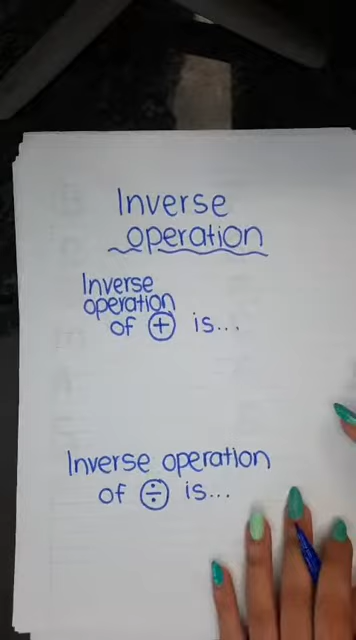 Inverse
operation
Inverse
operation
of ⊕ is...
Inverse operation
of ➗ is...